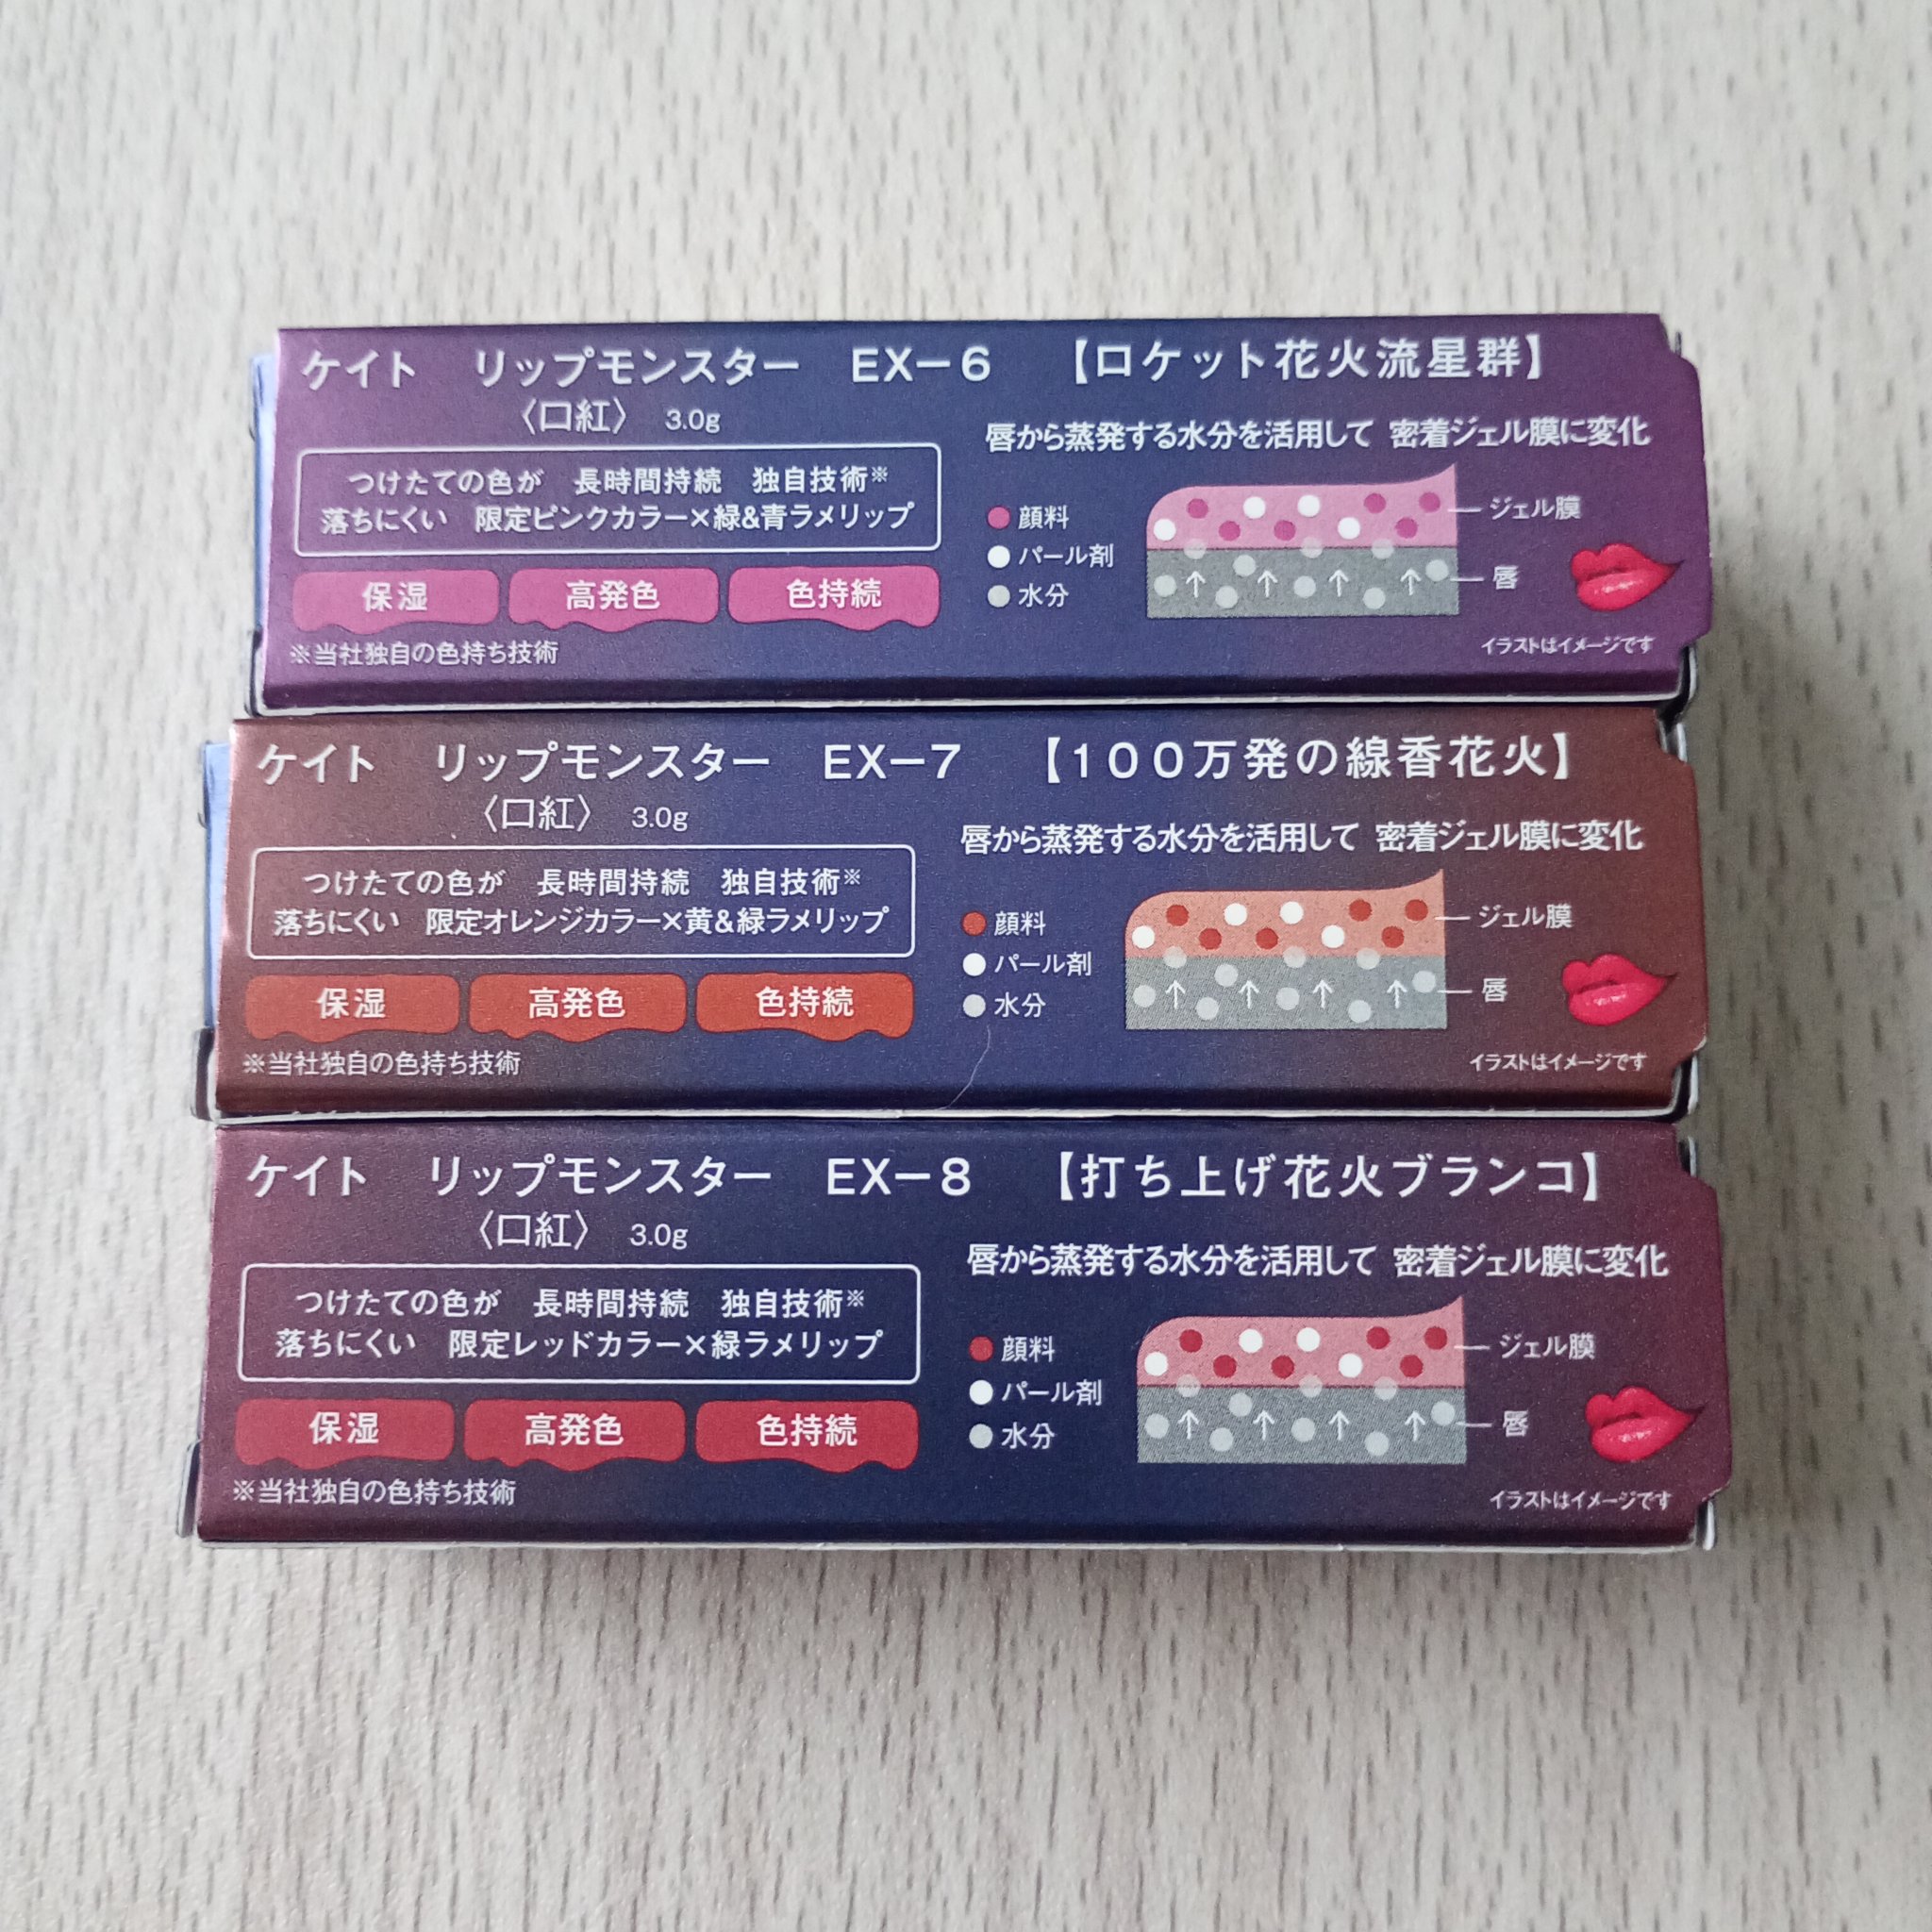 ケイト リップモンスター EX-6 【ロケット花火流星群】
〈口紅〉 3.0g
つけたての色が 長時間持続 独自技術※
落ちにくい 限定ピンクカラー×緑&青ラメリップ
保湿 高発色 色持続
※当社独自の色持ち技術
唇から蒸発する水分を活用して 密着ジェル膜に変化
顔料
パール剤
水分
ジェル膜
唇
イラストはイメージです
ケイト リップモンスター EX-7 【100万発の線香花火】
〈口紅〉 3.0g
つけたての色が 長時間持続 独自技術※
落ちにくい 限定オレンジカラー×黄&緑ラメリップ
保湿 高発色 色持続
※当社独自の色持ち技術
唇から蒸発する水分を活用して 密着ジェル膜に変化
顔料
パール剤
水分
ジェル膜
唇
イラストはイメージです
ケイト リップモンスター EX-8 【打ち上げ花火ブランコ】
〈口紅〉 3.0g
つけたての色が 長時間持続 独自技術※
落ちにくい 限定レッドカラー×緑ラメリップ
保湿 高発色 色持続
※当社独自の色持ち技術
唇から蒸発する水分を活用して 密着ジェル膜に変化
顔料
パール剤
水分
ジェル膜
唇
イラストはイメージです